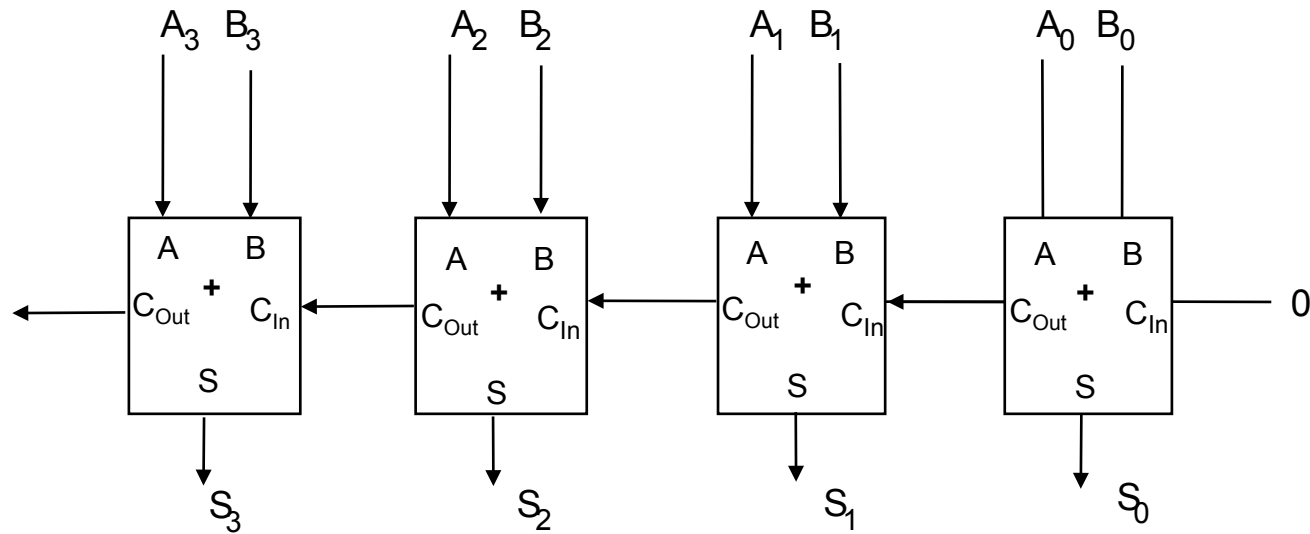 A3 B3 A2 B2 A1 B1 A0 B0
A B A B A B A B
+ + + +
COut CIn COut CIn COut CIn COut CIn 0
S S S S
S3 S2 S1 S0